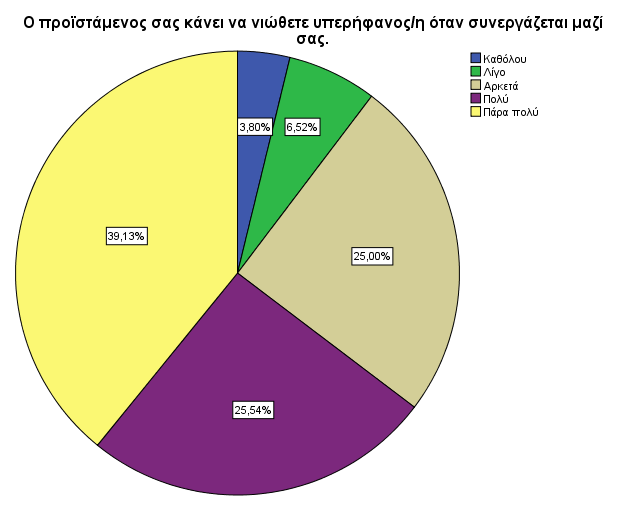 Ο προϊστάμενος σας κάνει να νιώθετε υπερήφανος/η όταν συνεργάζεται μαζί
σας.
Καθόλου
Λίγο
Αρκετά
Πολύ
Πάρα πολύ
3,80%
6,52%
39,13%
25,00%
25,54%